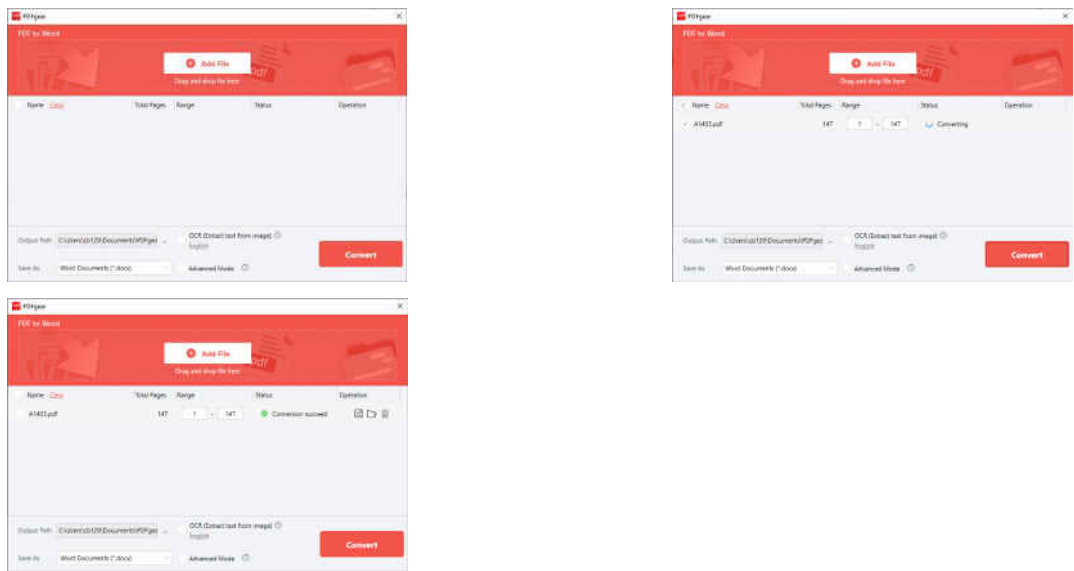 PDFgear
PDF to Word
Add File
Drag and drop file here
Name Clear Total Pages Range Status Operation
Output Path ...
OCR (Extract text from image)
English
Save As Word Documents (*.docx) Advanced Mode
Convert
PDFgear
PDF to Word
Add File
Drag and drop file here
Name Clear Total Pages Range Status Operation
A1403.pdf 147 1 - 147 Converting
Output Path ...
OCR (Extract text from image)
English
Save As Word Documents (*.docx) Advanced Mode
Convert
PDFgear
PDF to Word
Add File
Drag and drop file here
Name Clear Total Pages Range Status Operation
A1403.pdf 147 1 - 147 Conversion succeed
Output Path ...
OCR (Extract text from image)
English
Save As Word Documents (*.docx) Advanced Mode
Convert